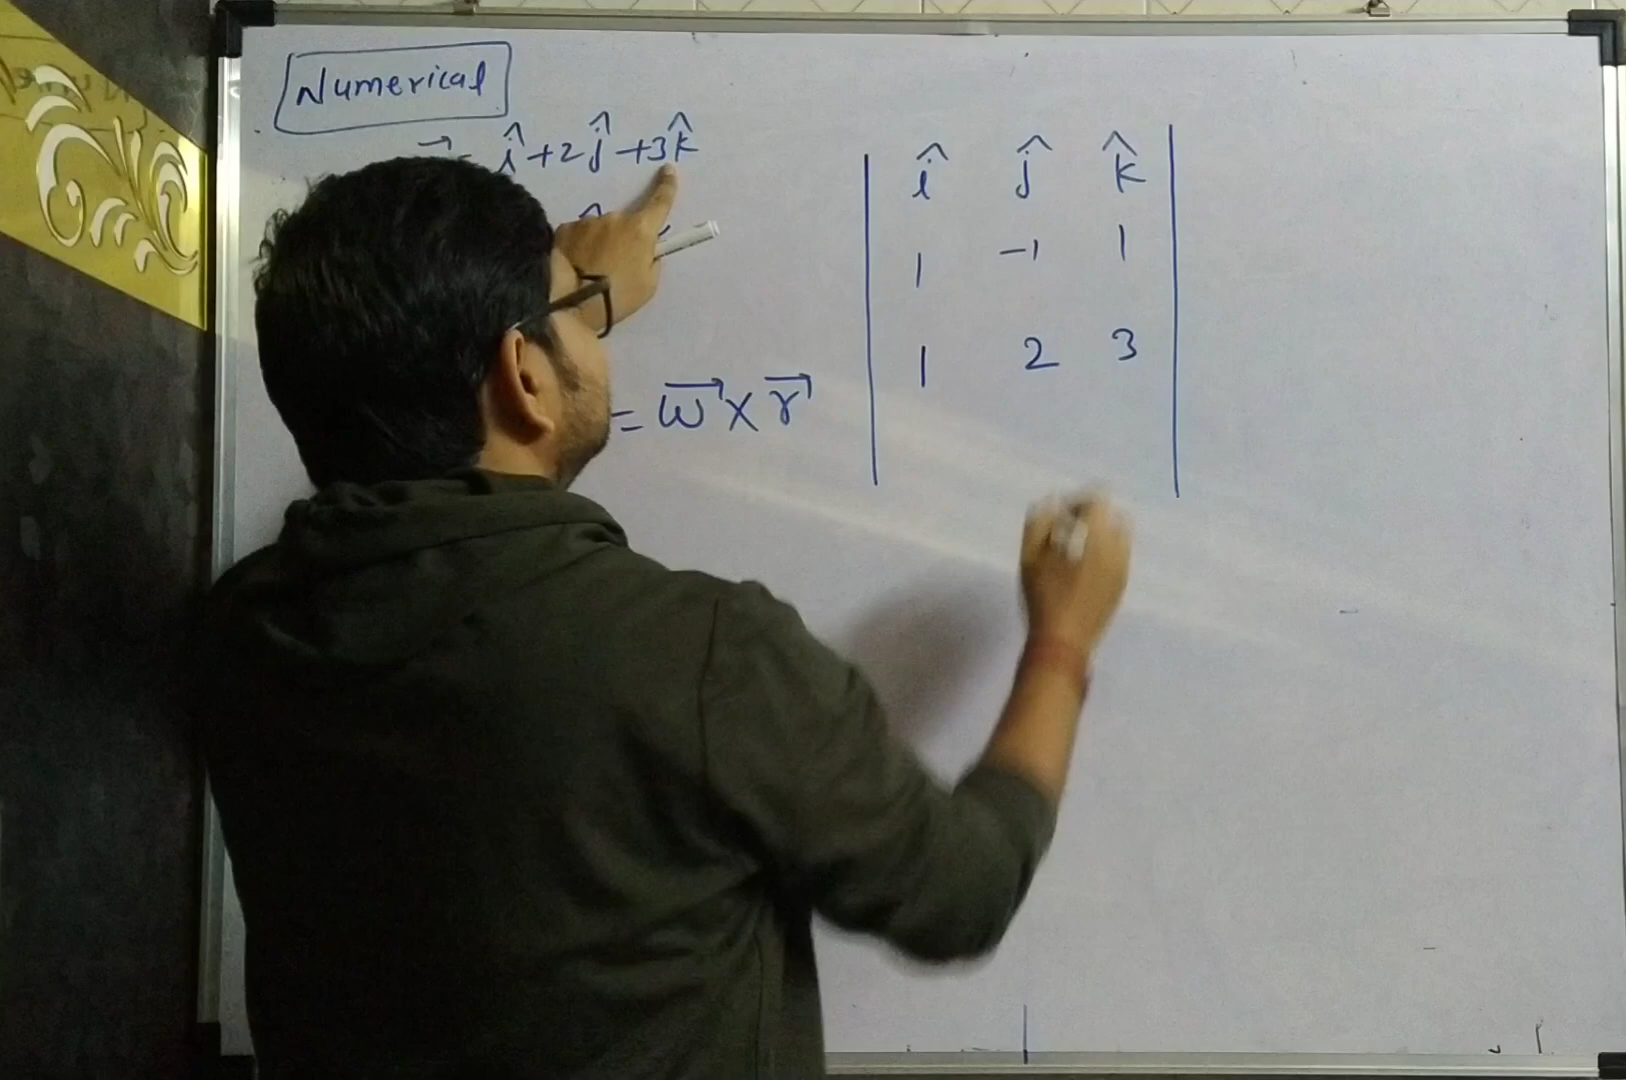 Numerical
→ = î + 2ĵ + 3k̂
= ω⃗ × r⃗
î ĵ k̂
1 -1 1
1 2 3